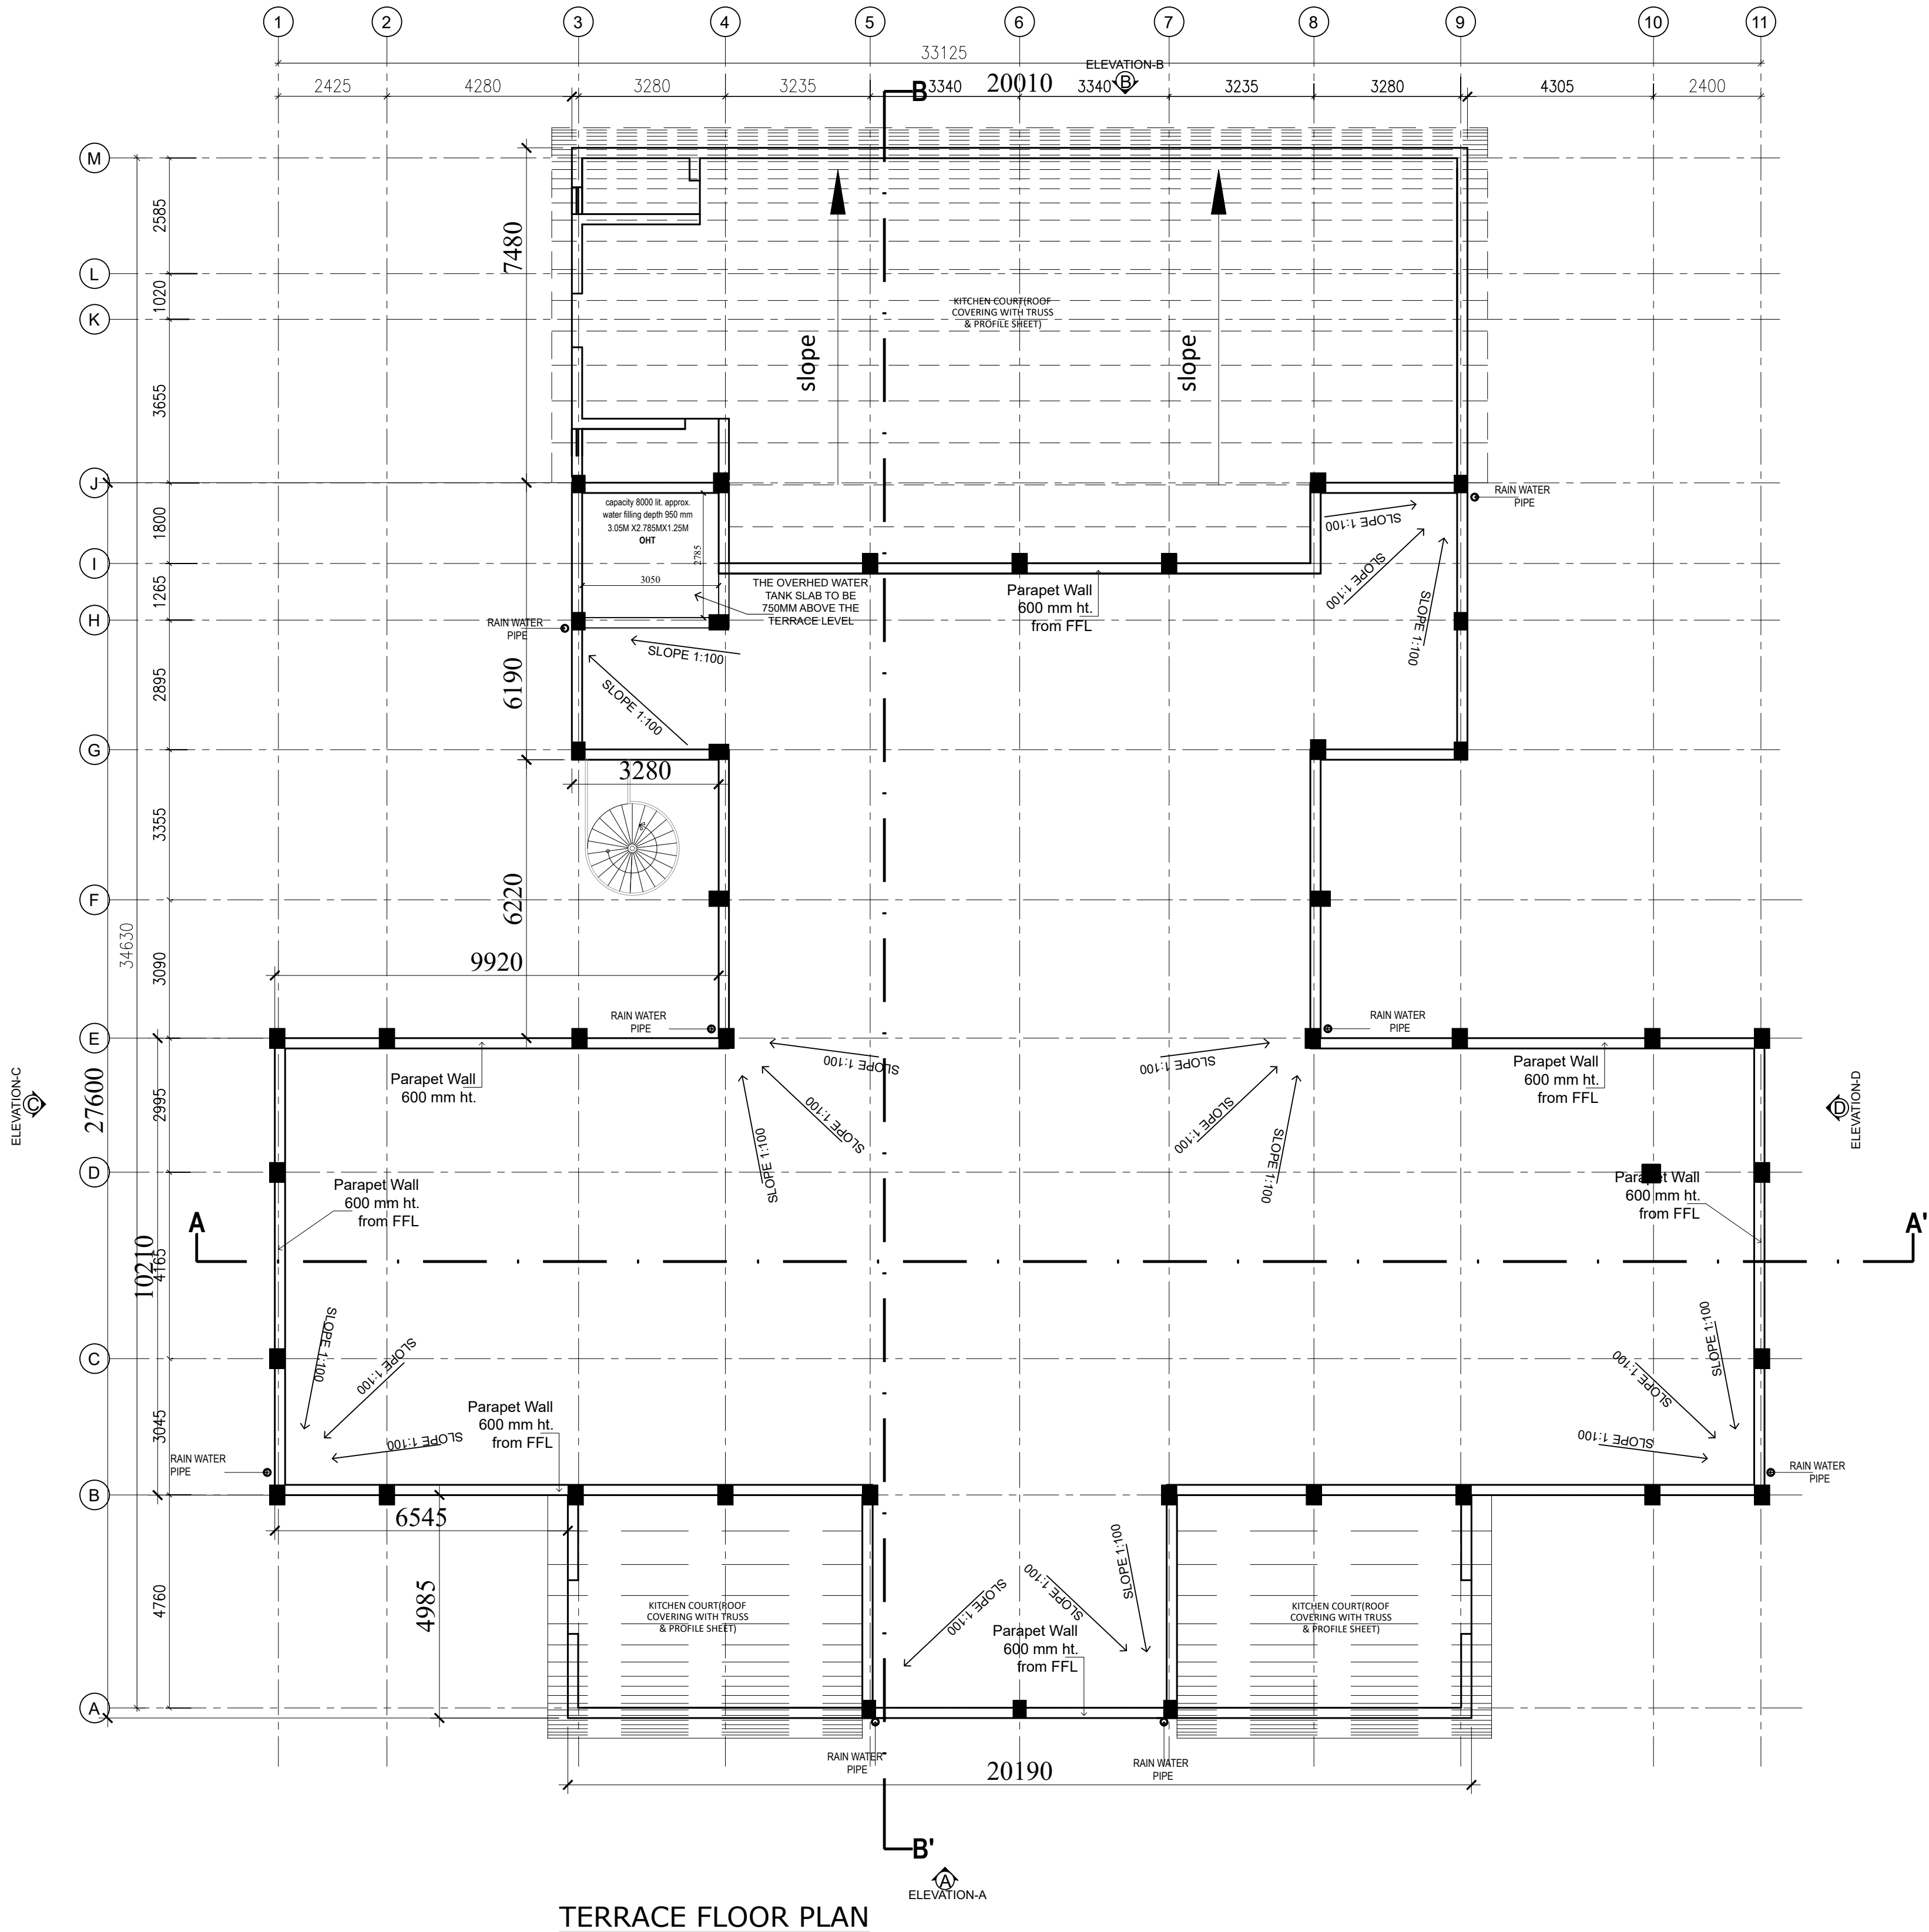 1 2 3 4 5 6 7 8 9 10 11
33125
ELEVATION-B
B
2425 4280 3280 3235 3340 20010 3340 3235 3280 4305 2400
B
M
2585
7480
L
1020
K
KITCHEN COURT(ROOF
COVERING WITH TRUSS
& PROFILE SHEET)
slope
slope
3655
J
RAIN WATER
PIPE
capacity 8000 lit. approx.
water filling depth 950 mm
3.05M X2.785MX1.25M
OHT
2785
3050
1800
SLOPE 1:100
SLOPE 1:100
SLOPE 1:100
I
THE OVERHED WATER
TANK SLAB TO BE
750MM ABOVE THE
TERRACE LEVEL
Parapet Wall
600 mm ht.
from FFL
1265
H
RAIN WATER
PIPE
SLOPE 1:100
SLOPE 1:100
2895
6190
G
3280
3355
6220
F
34630
3090
9920
RAIN WATER
PIPE
RAIN WATER
PIPE
E
SLOPE 1:100
SLOPE 1:100
SLOPE 1:100
SLOPE 1:100
SLOPE 1:100
SLOPE 1:100
Parapet Wall
600 mm ht.
Parapet Wall
600 mm ht.
from FFL
ELEVATION-C
C
27600
2995
D
ELEVATION-D
D
Parapet Wall
600 mm ht.
from FFL
Parapet Wall
600 mm ht.
from FFL
A
A'
10210
4165
SLOPE 1:100
SLOPE 1:100
SLOPE 1:100
SLOPE 1:100
SLOPE 1:100
SLOPE 1:100
C
3045
Parapet Wall
600 mm ht.
from FFL
RAIN WATER
PIPE
RAIN WATER
PIPE
B
6545
4985
4760
SLOPE 1:100
SLOPE 1:100
SLOPE 1:100
KITCHEN COURT(ROOF
COVERING WITH TRUSS
& PROFILE SHEET)
KITCHEN COURT(ROOF
COVERING WITH TRUSS
& PROFILE SHEET)
Parapet Wall
600 mm ht.
from FFL
A
RAIN WATER
PIPE
RAIN WATER
PIPE
20190
B'
A
ELEVATION-A
TERRACE FLOOR PLAN